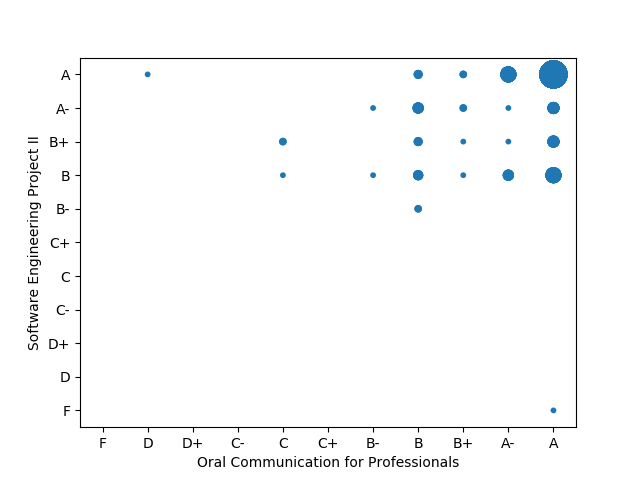 Software Engineering Project II
A
A-
B+
B
B-
C+
C
C-
D+
D
F
F
D
D+
C-
C
C+
B-
B
B+
A-
A
Oral Communication for Professionals